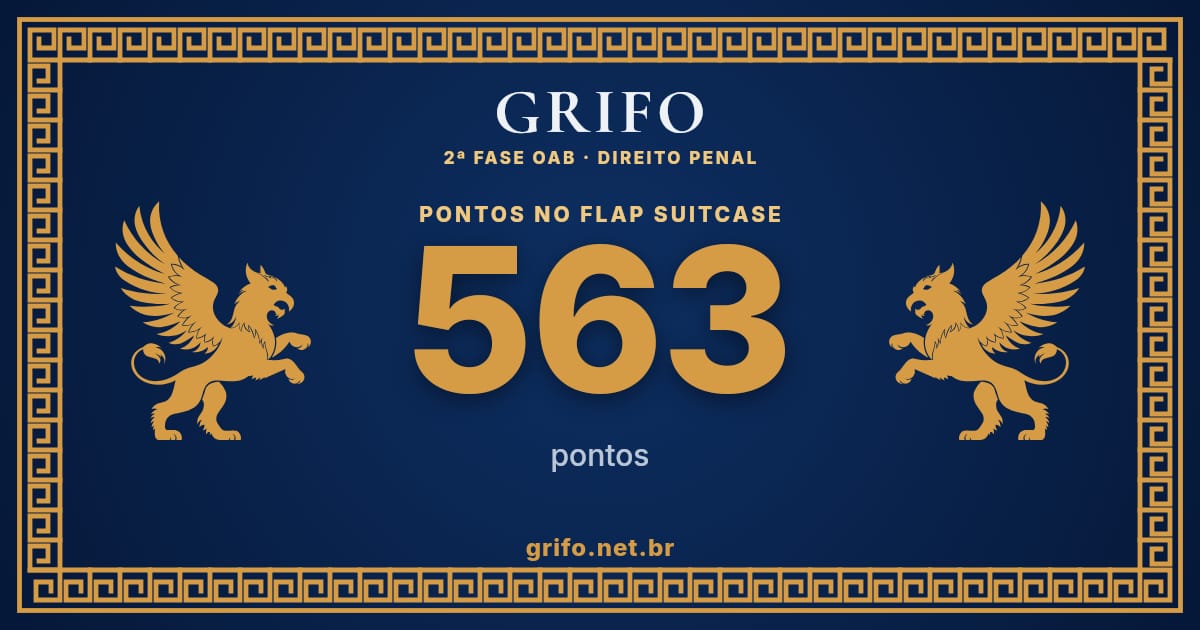 GRIFO
2ª FASE OAB · DIREITO PENAL
PONTOS NO FLAP SUITCASE
563
pontos
grifo.net.br